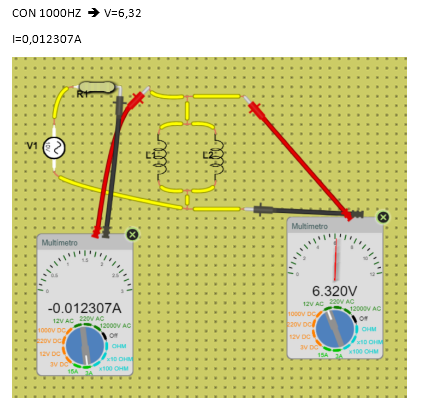 CON 1000HZ ➔ V=6,32
I=0,012307A
R1
V1
L1
L2
Multimetro
-0.012307A
12V AC 220V AC 12000V AC
1000V DC
220V DC
12V DC
3V DC
Off
OHM
x10 OHM
x100 OHM
15A 3A
Multimetro
6.320V
12V AC 220V AC 12000V AC
1000V DC
220V DC
12V DC
3V DC
Off
OHM
x10 OHM
x100 OHM
15A 3A